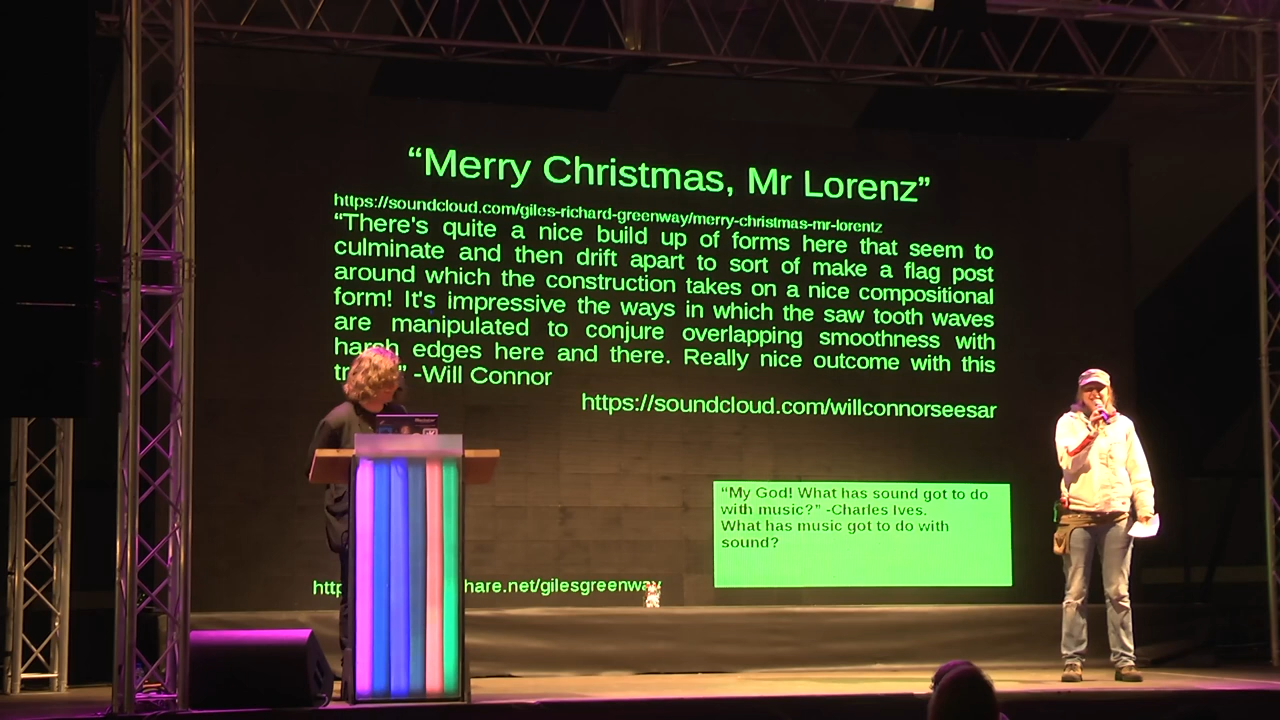 “Merry Christmas, Mr Lorenz”
https://soundcloud.com/giles-richard-greenway/merry-christmas-mr-lorentz
“There's quite a nice build up of forms here that seem to
culminate and then drift apart to sort of make a flag post
around which the construction takes on a nice compositional
form! It's impressive the ways in which the saw tooth waves
are manipulated to conjure overlapping smoothness with
harsh edges here and there. Really nice outcome with this
” -Will Connor
https://soundcloud.com/willconnorseesar
“My God! What has sound got to do
with music?” -Charles Ives.
What has music got to do with
sound?
hare.net/gilesgreenway